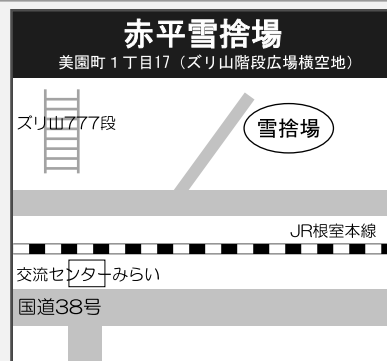 赤平雪捨場
美園町１丁目17（ズリ山階段広場横空地）
ズリ山777段
雪捨場
JR根室本線
交流センターみらい
国道38号